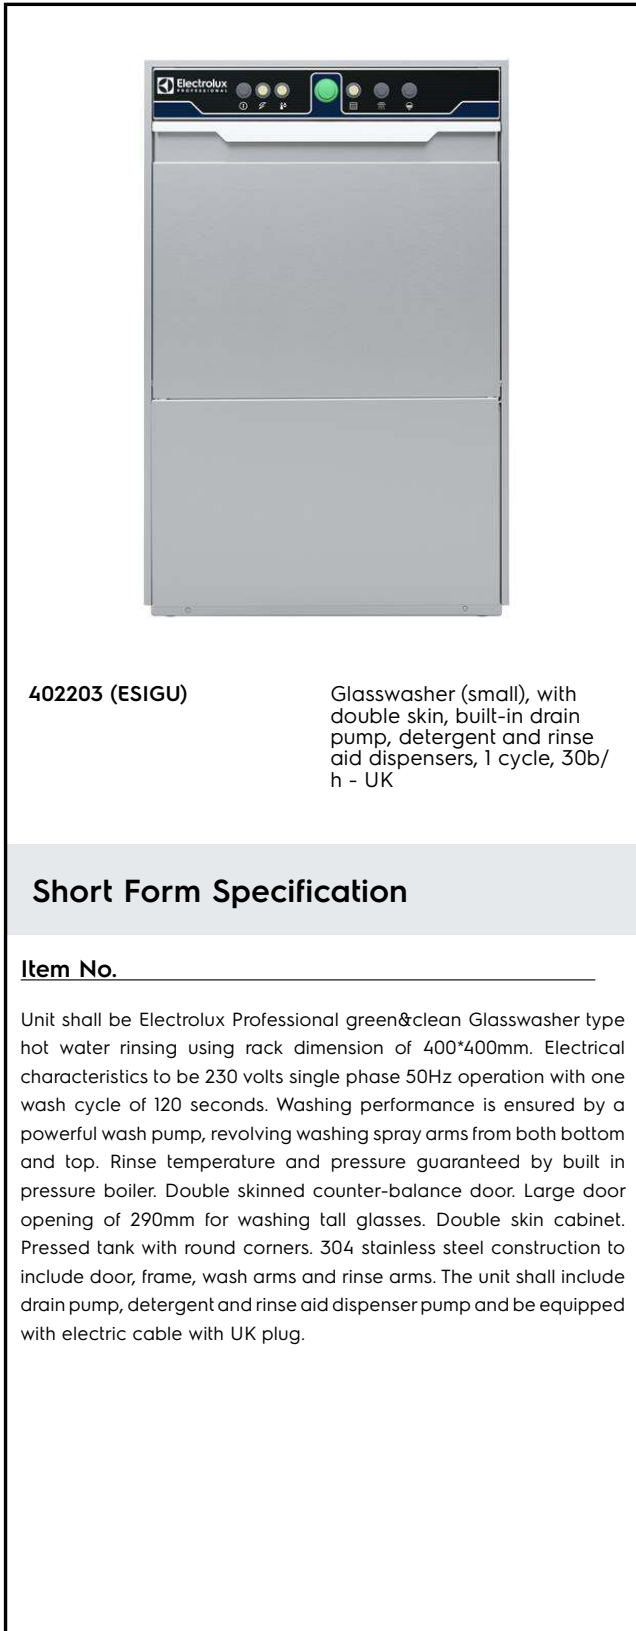 Electrolux
PROFESSIONAL
402203 (ESIGU)
Glasswasher (small), with
double skin, built-in drain
pump, detergent and rinse
aid dispensers, 1 cycle, 30b/
h - UK
Short Form Specification
Item No.
Unit shall be Electrolux Professional green&clean Glasswasher type
hot water rinsing using rack dimension of 400*400mm. Electrical
characteristics to be 230 volts single phase 50Hz operation with one
wash cycle of 120 seconds. Washing performance is ensured by a
powerful wash pump, revolving washing spray arms from both bottom
and top. Rinse temperature and pressure guaranteed by built in
pressure boiler. Double skinned counter-balance door. Large door
opening of 290mm for washing tall glasses. Double skin cabinet.
Pressed tank with round corners. 304 stainless steel construction to
include door, frame, wash arms and rinse arms. The unit shall include
drain pump, detergent and rinse aid dispenser pump and be equipped
with electric cable with UK plug.